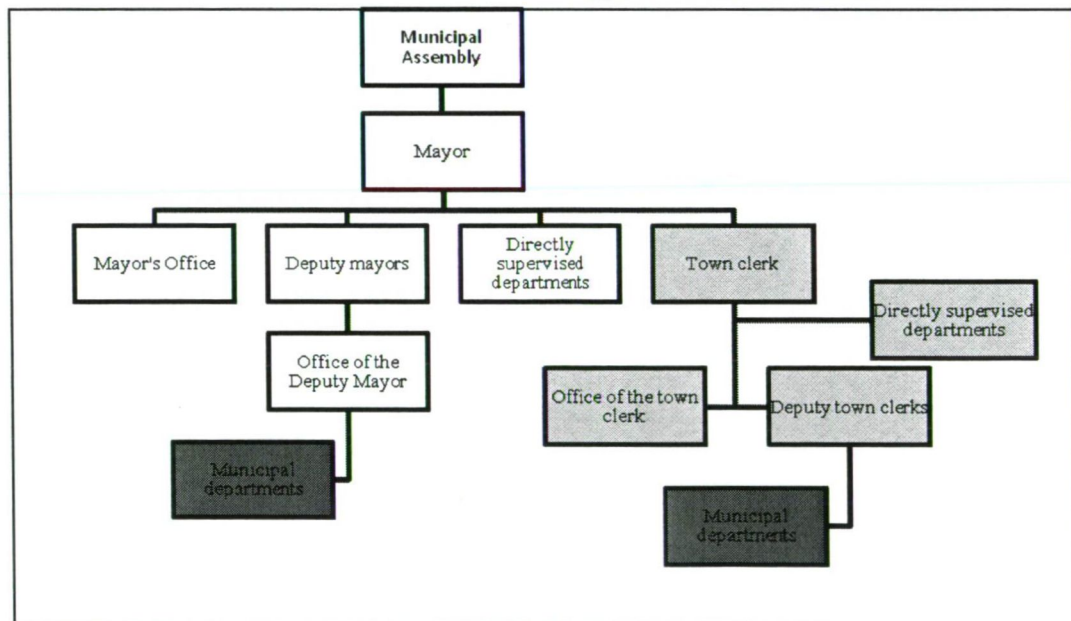 Municipal
Assembly
Mayor
Mayor's Office
Deputy mayors
Directly
supervised
departments
Town clerk
Directly supervised
departments
Office of the
Deputy Mayor
Office of the town
clerk
Deputy town clerks
Municipal
departments
Municipal
departments